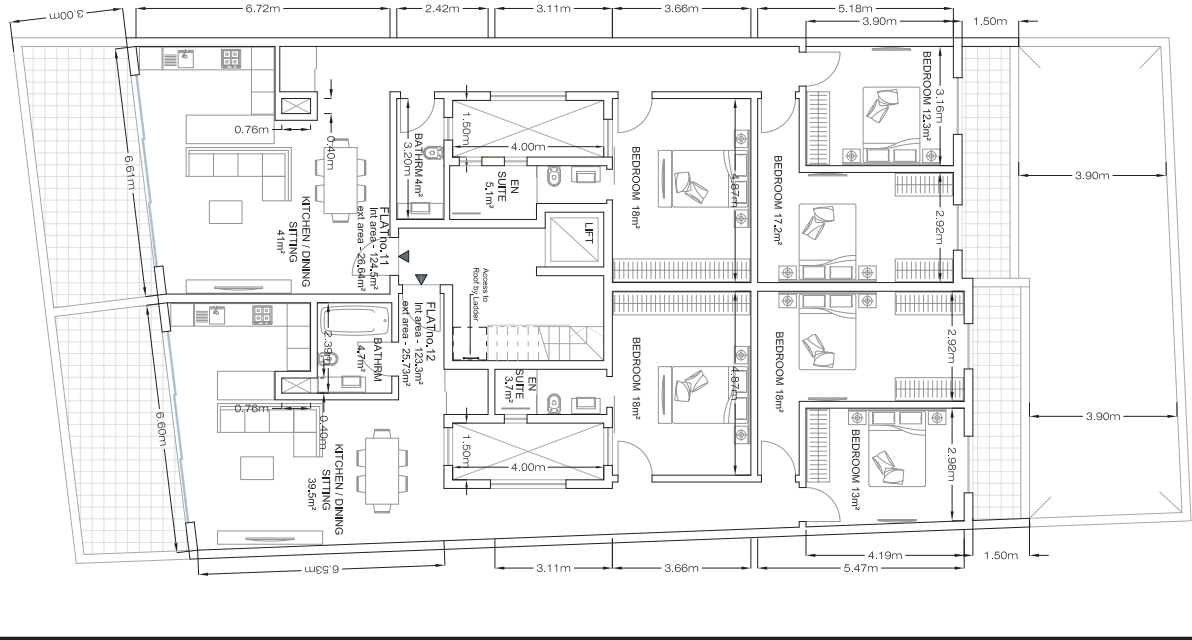 6.72m
2.42m
3.11m
3.66m
5.18m
3.90m
1.50m
3.00m
BEDROOM 12.3m²
3.16m
0.76m
0.40m
BATHRM 4m²
3.20m
1.50m
4.00m
EN
SUITE
5.1m²
BEDROOM 18m²
4.87m
BEDROOM 17.2m²
2.92m
3.90m
6.61m
KITCHEN / DINING
SITTING
41m²
FLAT no.11
Int area - 124.5m²
ext area - 26.64m²
LIFT
Access to
Roof by Ladder
FLAT no.12
Int area - 123.3m²
ext area - 25.73m²
BATHRM
4.7m²
2.39m
0.76m
0.40m
EN
SUITE
3.7m²
BEDROOM 18m²
4.87m
BEDROOM 18m²
2.92m
3.90m
6.60m
KITCHEN / DINING
SITTING
39.5m²
1.50m
4.00m
BEDROOM 13m²
2.98m
6.53m
3.11m
3.66m
4.19m
5.47m
1.50m